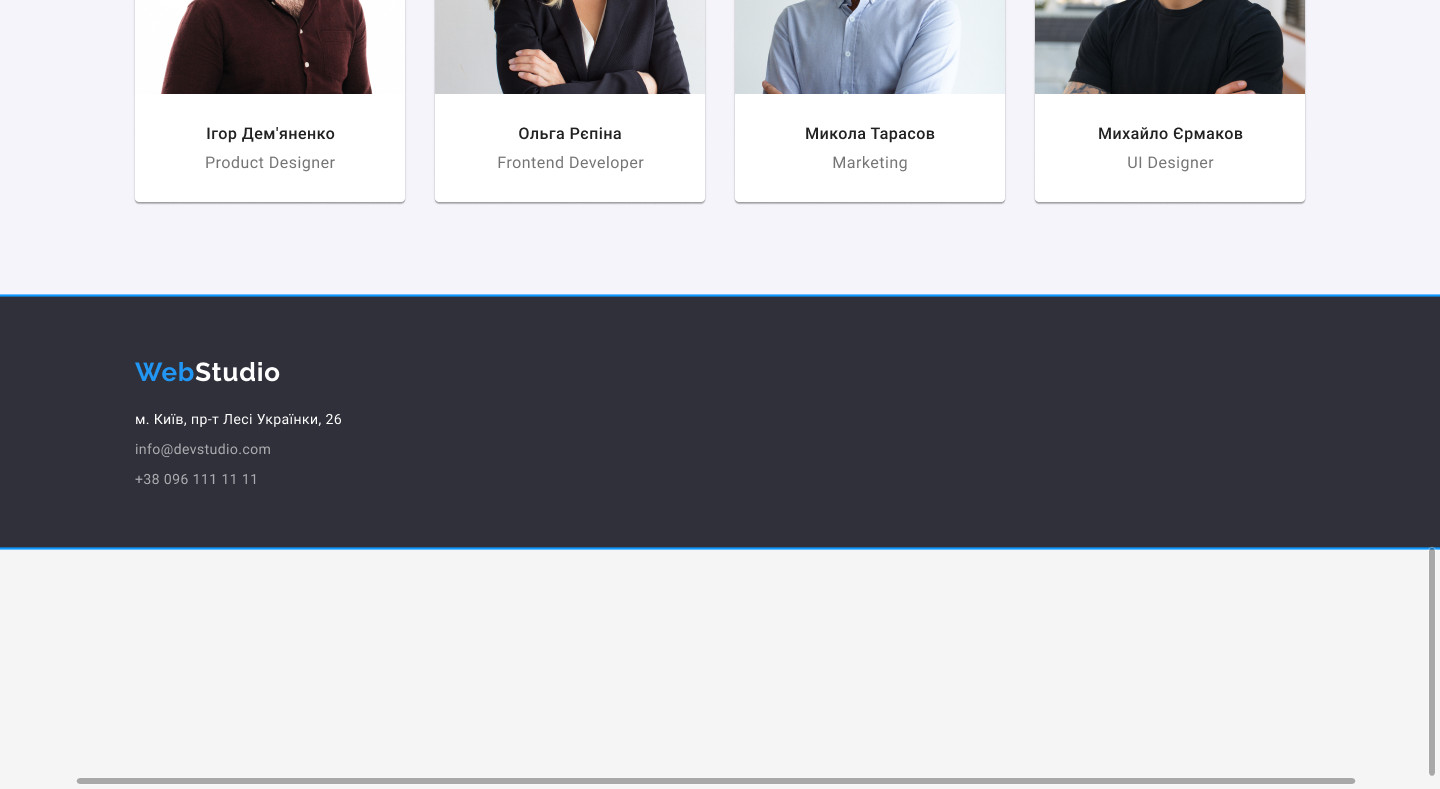 Ігор Дем'яненко
Product Designer
Ольга Рєпіна
Frontend Developer
Микола Тарасов
Marketing
Михайло Єрмаков
UI Designer
WebStudio
м. Київ, пр-т Лесі Українки, 26
info@devstudio.com
+38 096 111 11 11